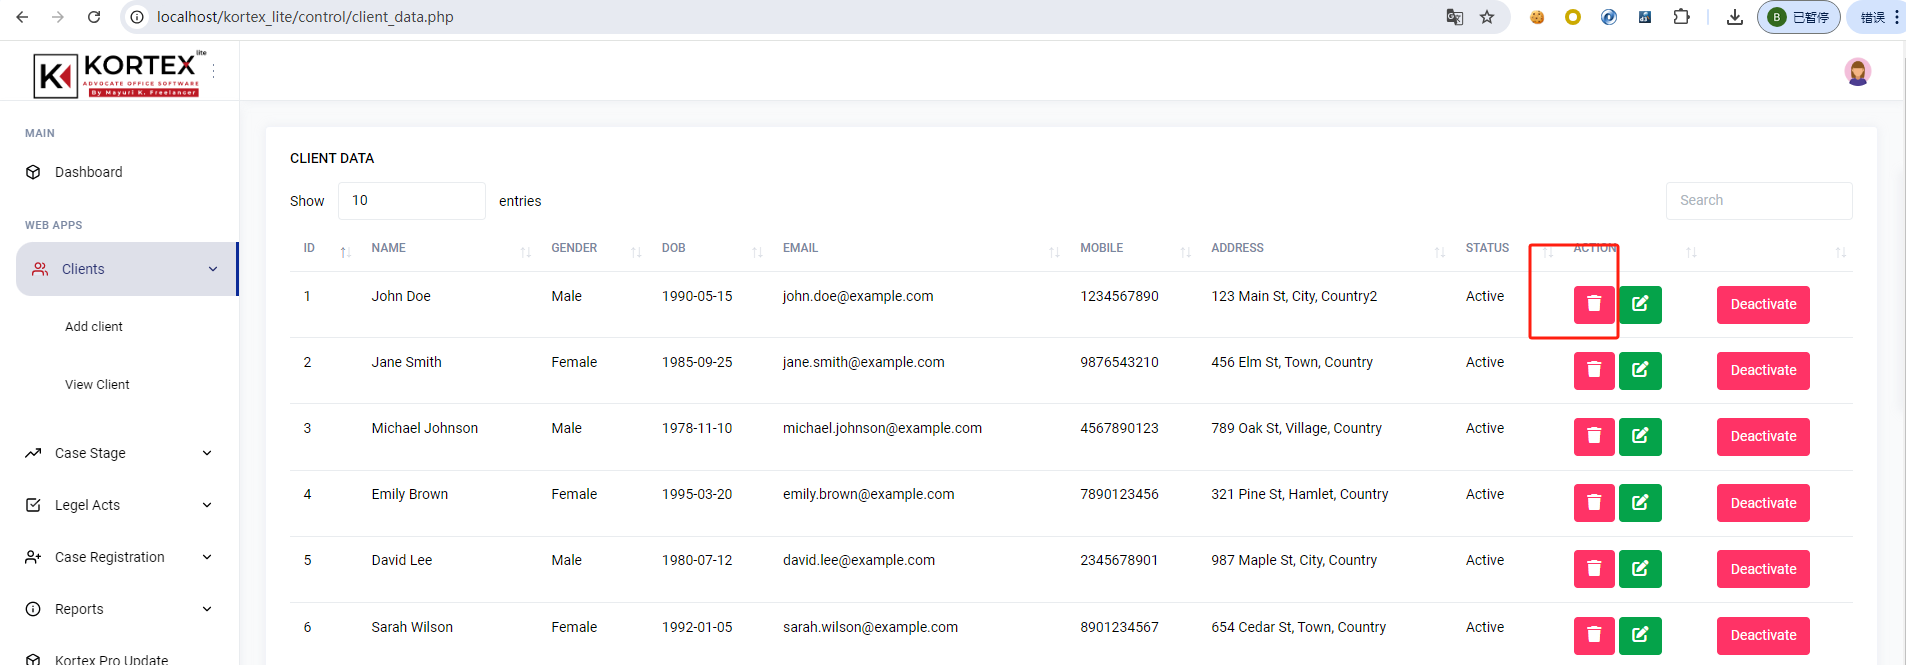 localhost/kortex_lite/control/client_data.php
B 已暂停 错误
KORTEX lite
ADVOCATE OFFICE SOFTWARE
By Mayuri K. Freelancer
MAIN
Dashboard
WEB APPS
Clients
Add client
View Client
Case Stage
Legel Acts
Case Registration
Reports
Kortex Pro Update
CLIENT DATA
Show 10 entries Search
ID NAME GENDER DOB EMAIL MOBILE ADDRESS STATUS ACTION
1 John Doe Male 1990-05-15 john.doe@example.com 1234567890 123 Main St, City, Country2 Active Deactivate
2 Jane Smith Female 1985-09-25 jane.smith@example.com 9876543210 456 Elm St, Town, Country Active Deactivate
3 Michael Johnson Male 1978-11-10 michael.johnson@example.com 4567890123 789 Oak St, Village, Country Active Deactivate
4 Emily Brown Female 1995-03-20 emily.brown@example.com 7890123456 321 Pine St, Hamlet, Country Active Deactivate
5 David Lee Male 1980-07-12 david.lee@example.com 2345678901 987 Maple St, City, Country Active Deactivate
6 Sarah Wilson Female 1992-01-05 sarah.wilson@example.com 8901234567 654 Cedar St, Town, Country Active Deactivate